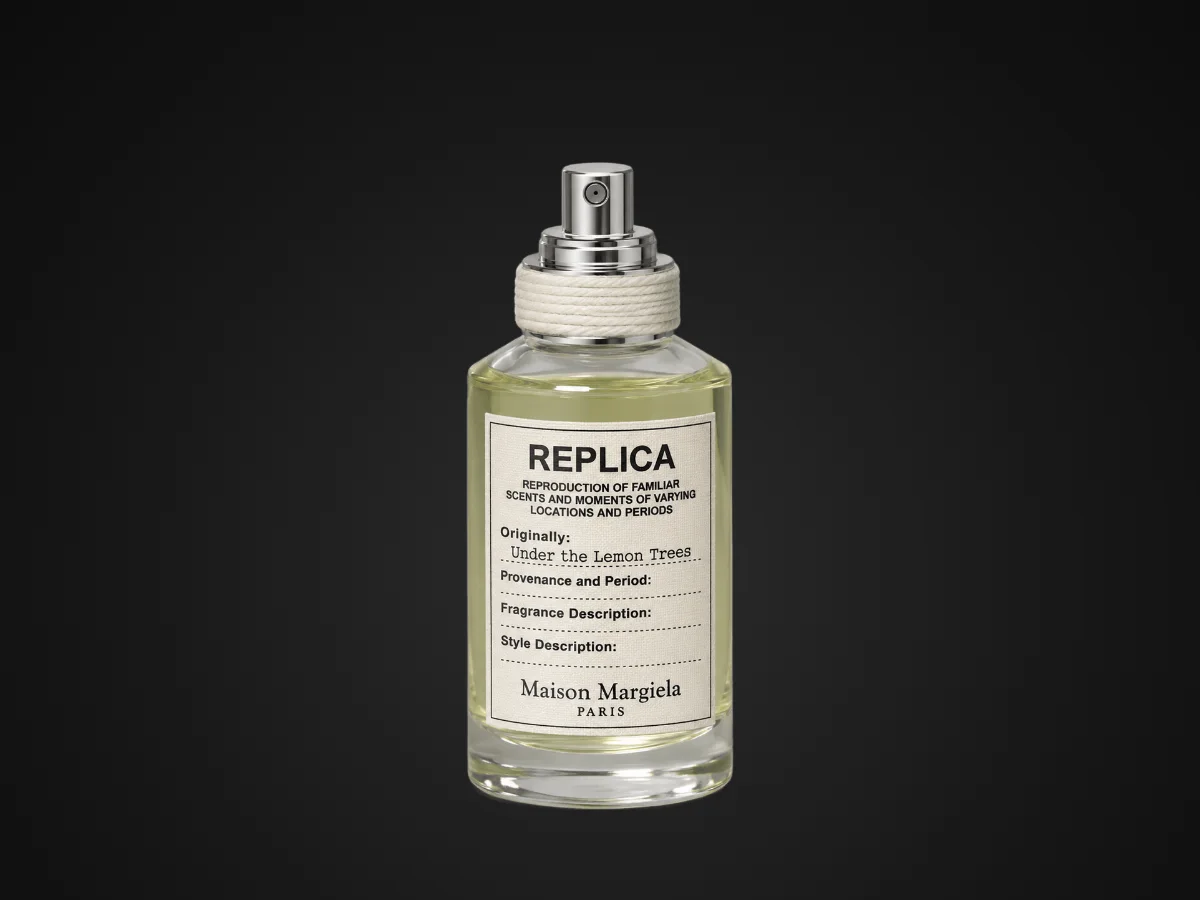 REPLICA
REPRODUCTION OF FAMILIAR
SCENTS AND MOMENTS OF VARYING
LOCATIONS AND PERIODS
Originally:
Under the Lemon Trees
Provenance and Period:
Fragrance Description:
Style Description:
Maison Margiela
PARIS